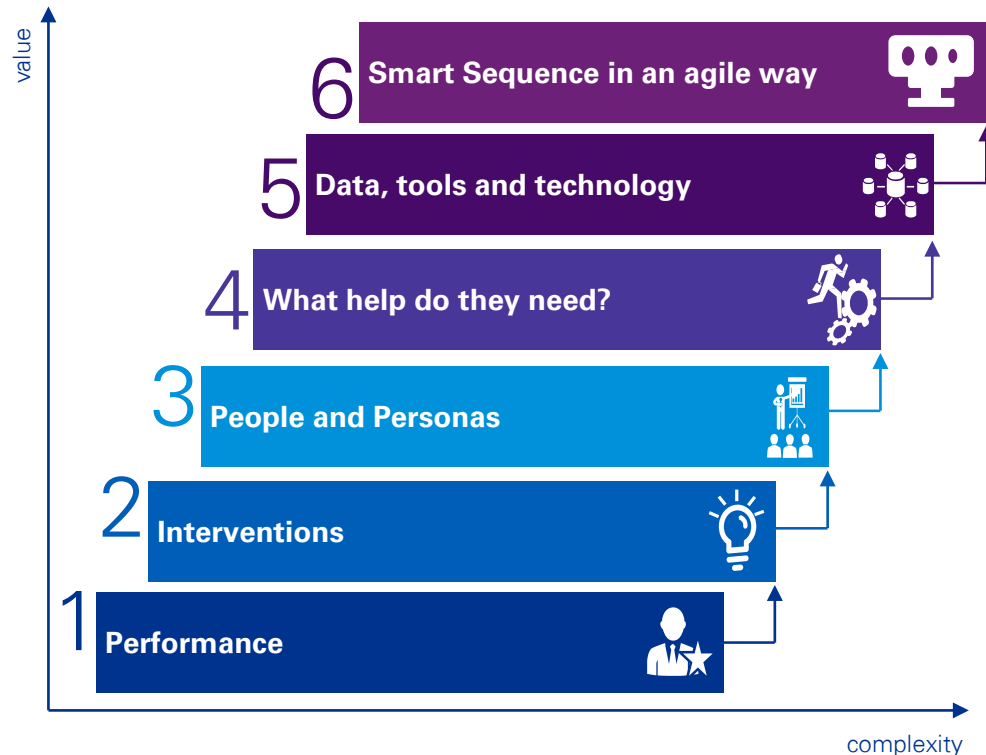 value
6
Smart Sequence in an agile way
5
Data, tools and technology
4
What help do they need?
3
People and Personas
2
Interventions
1
Performance
complexity